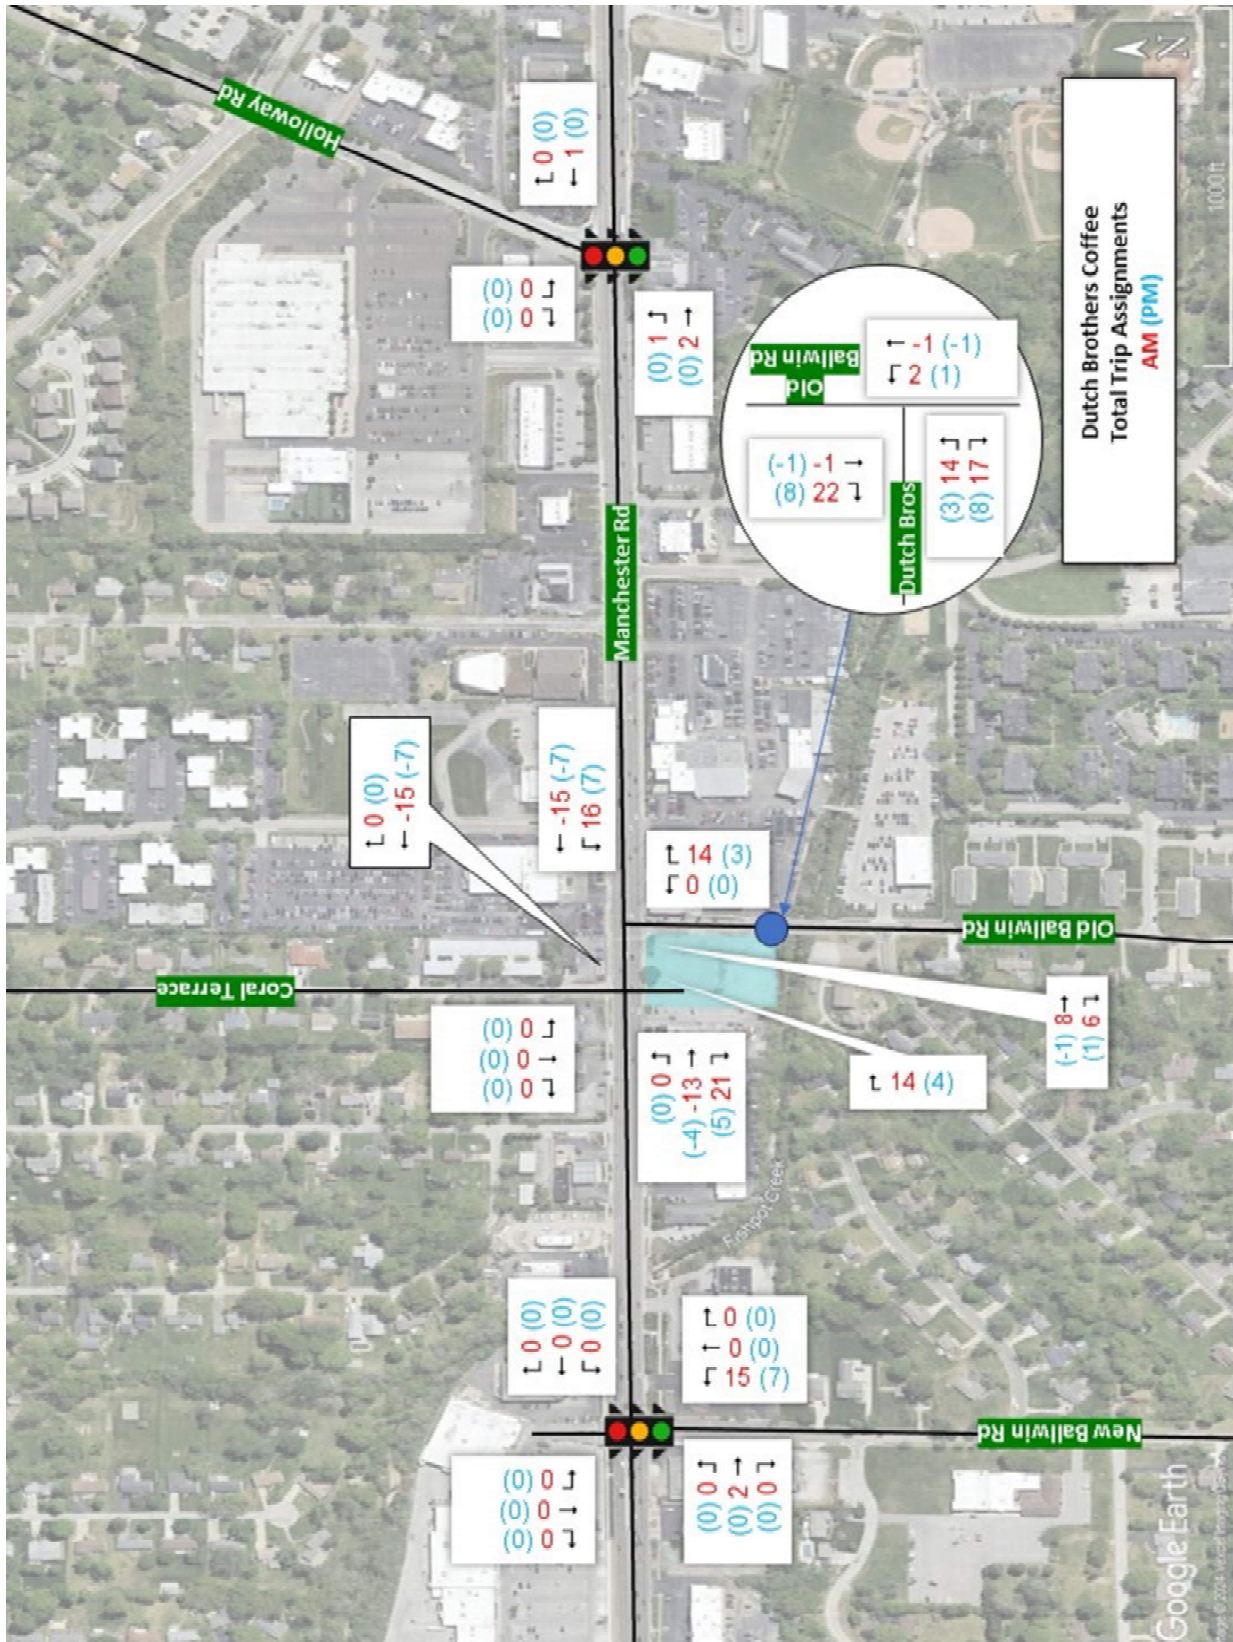 Holloway Rd
0 (0)
1 (0)
(0) 0
(0) 0
(0) 1
(0) 2
Manchester Rd
Old
Ballwin Rd
-1 (-1)
2 (1)
(-1) -1
(8) 22
Dutch Bros
(3) 14
(8) 17
Dutch Brothers Coffee
Total Trip Assignments
AM (PM)
N
1000 ft
0 (0)
-15 (-7)
-15 (-7)
16 (7)
14 (3)
0 (0)
Coral Terrace
Old Ballwin Rd
(0) 0
(0) 0
(0) 0
(0) 0
(-4) -13
(5) 21
14 (4)
(-1) 8
(1) 6
Fishpot Creek
0 (0)
0 (0)
0 (0)
0 (0)
0 (0)
15 (7)
New Ballwin Rd
(0) 0
(0) 0
(0) 0
(0) 0
(0) 2
(0) 0
Google Earth